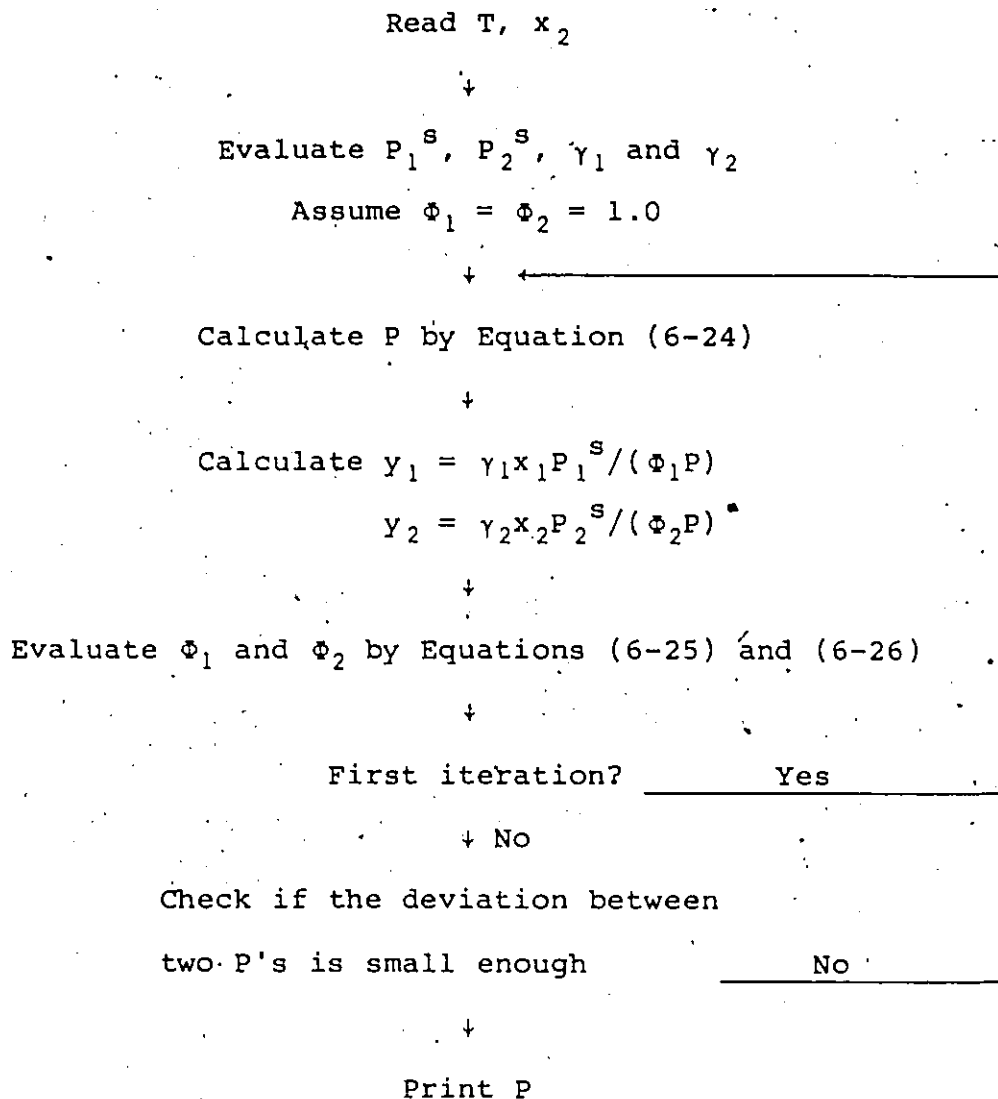 Read T, x₂
↓
Evaluate P₁ˢ, P₂ˢ, γ₁ and γ₂
Assume Φ₁ = Φ₂ = 1.0
↓ ←
Calculate P by Equation (6-24)
↓
Calculate y₁ = γ₁x₁P₁ˢ/(Φ₁P)
y₂ = γ₂x₂P₂ˢ/(Φ₂P)
↓
Evaluate Φ₁ and Φ₂ by Equations (6-25) and (6-26)
↓
First iteration? Yes
↓ No
Check if the deviation between
two P's is small enough No
↓
Print P